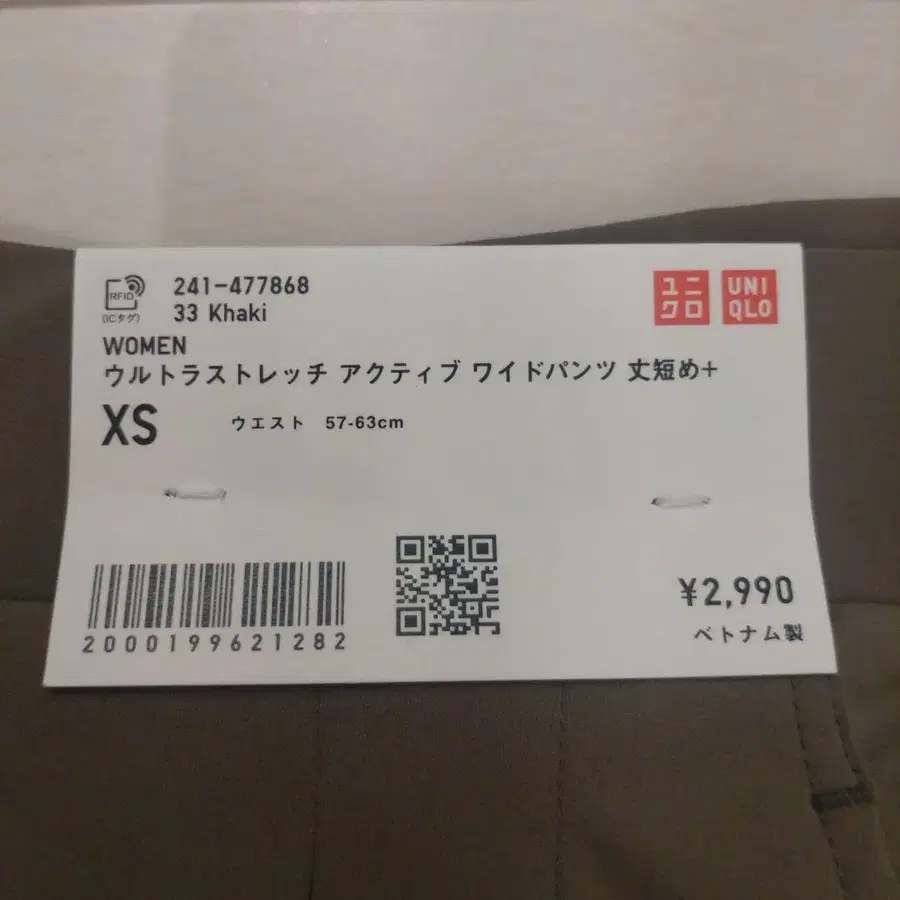 241-477868
33 Khaki
RFID
(ICタグ)
ユニクロ
UNIQLO
WOMEN
ウルトラストレッチ アクティブ ワイドパンツ 丈短め+
XS ウエスト 57-63cm
2000199621282
¥2,990
ベトナム製